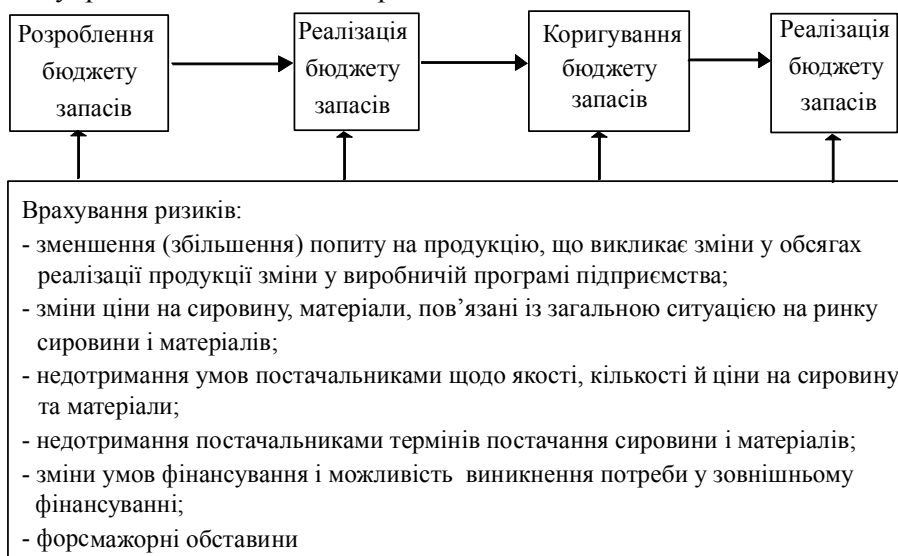 Розроблення
бюджету
запасів
Реалізація
бюджету
запасів
Коригування
бюджету
запасів
Реалізація
бюджету
запасів
Врахування ризиків:
- зменшення (збільшення) попиту на продукцію, що викликає зміни у обсягах
реалізації продукції зміни у виробничій програмі підприємства;
- зміни ціни на сировину, матеріали, пов’язані із загальною ситуацією на ринку
сировини і матеріалів;
- недотримання умов постачальниками щодо якості, кількості й ціни на сировину
та матеріали;
- недотримання постачальниками термінів постачання сировини і матеріалів;
- зміни умов фінансування і можливість виникнення потреби у зовнішньому
фінансуванні;
- форсмажорні обставини